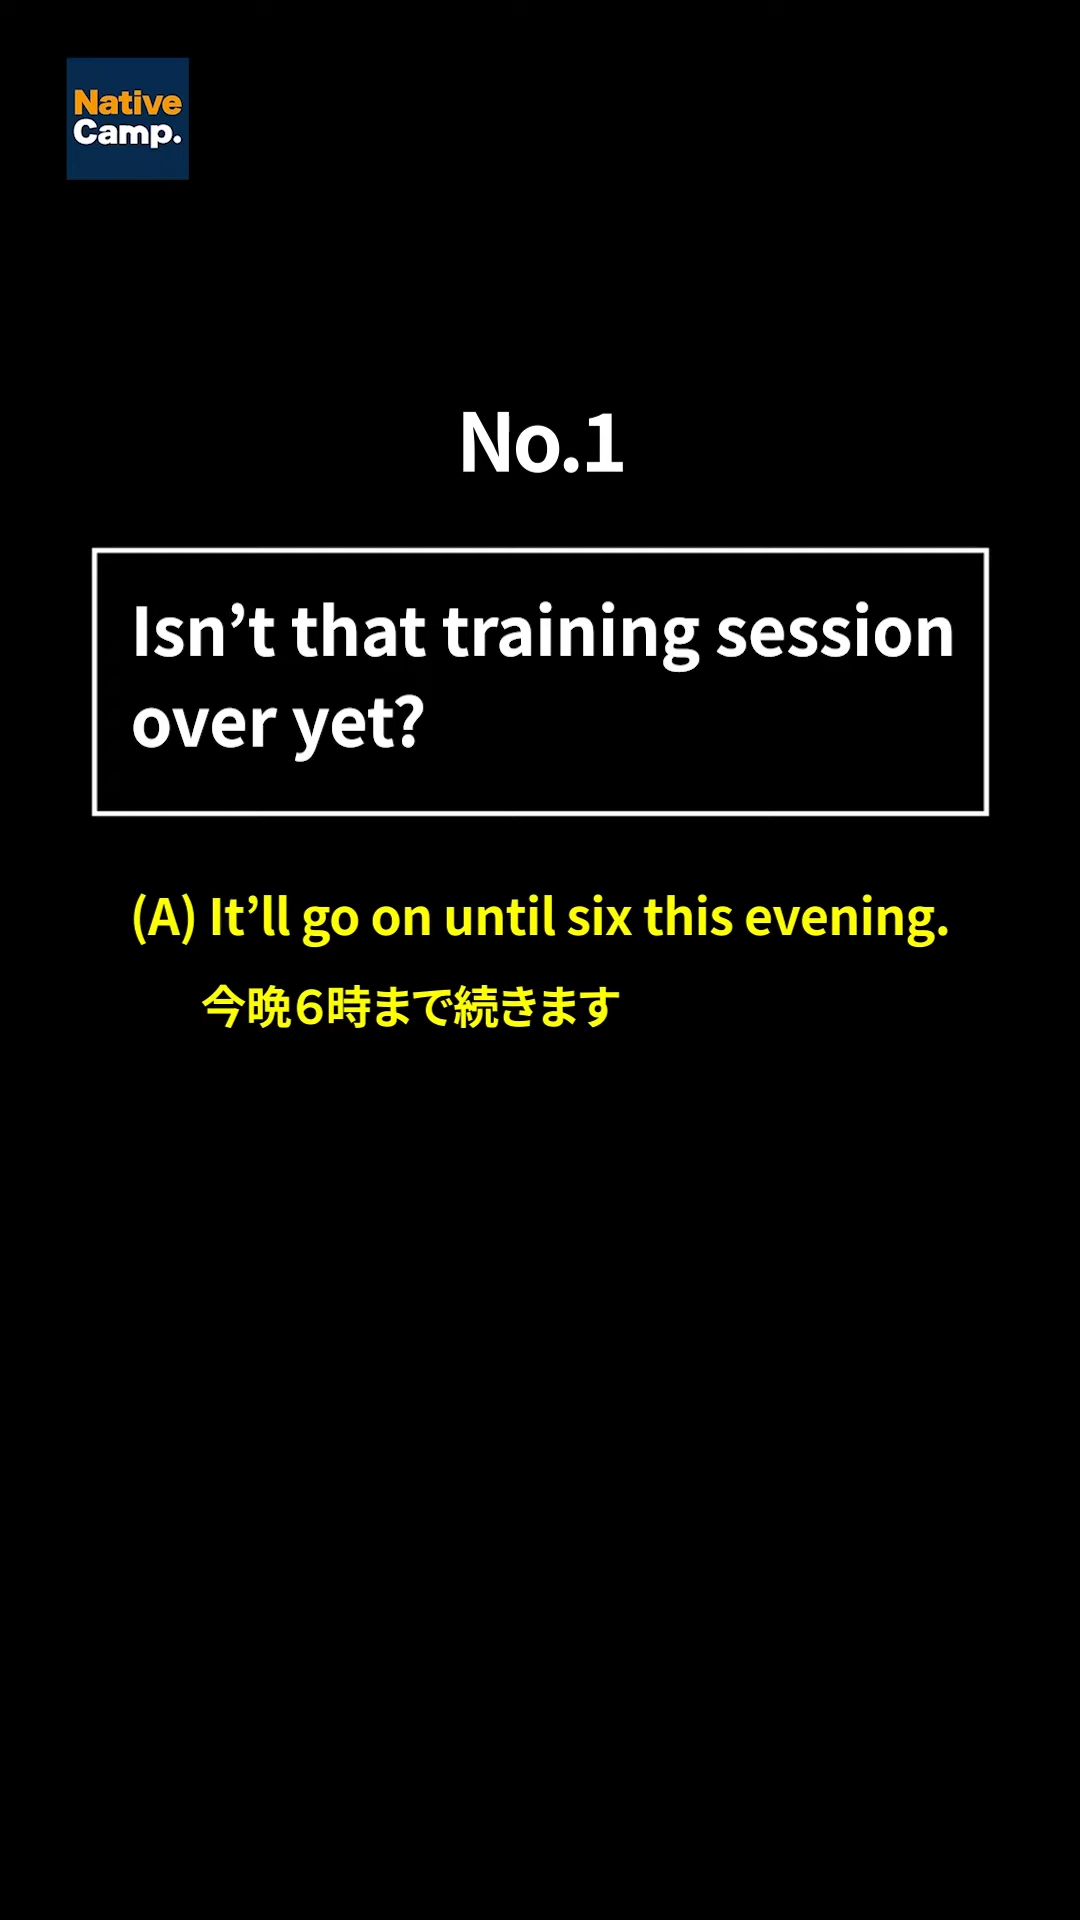 Native
Camp.
No.1
Isn’t that training session
over yet?
(A) It’ll go on until six this evening.
今晩６時まで続きます